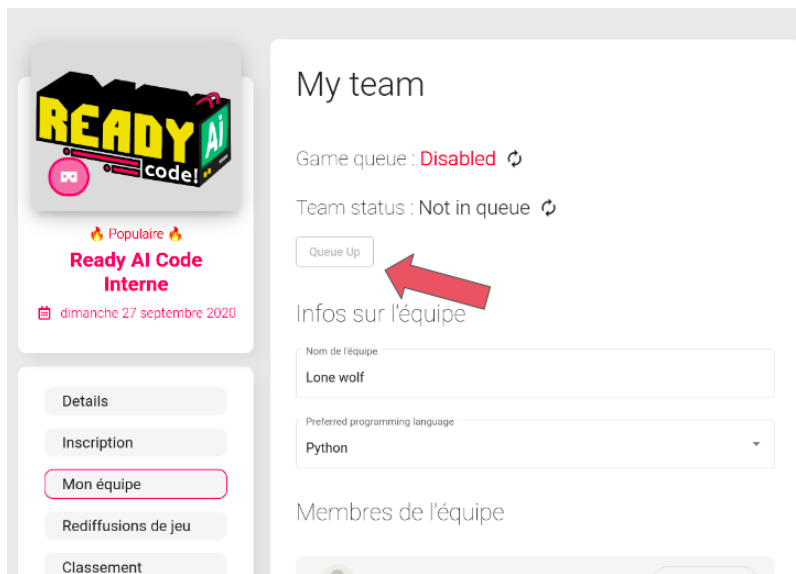 READY
Ai
code!
🔥 Populaire 🔥
Ready AI Code
Interne
dimanche 27 septembre 2020
Details
Inscription
Mon équipe
Rediffusions de jeu
Classement
My team
Game queue : Disabled
Team status : Not in queue
Queue Up
Infos sur l'équipe
Nom de l'équipe
Lone wolf
Preferred programming language
Python
Membres de l'équipe